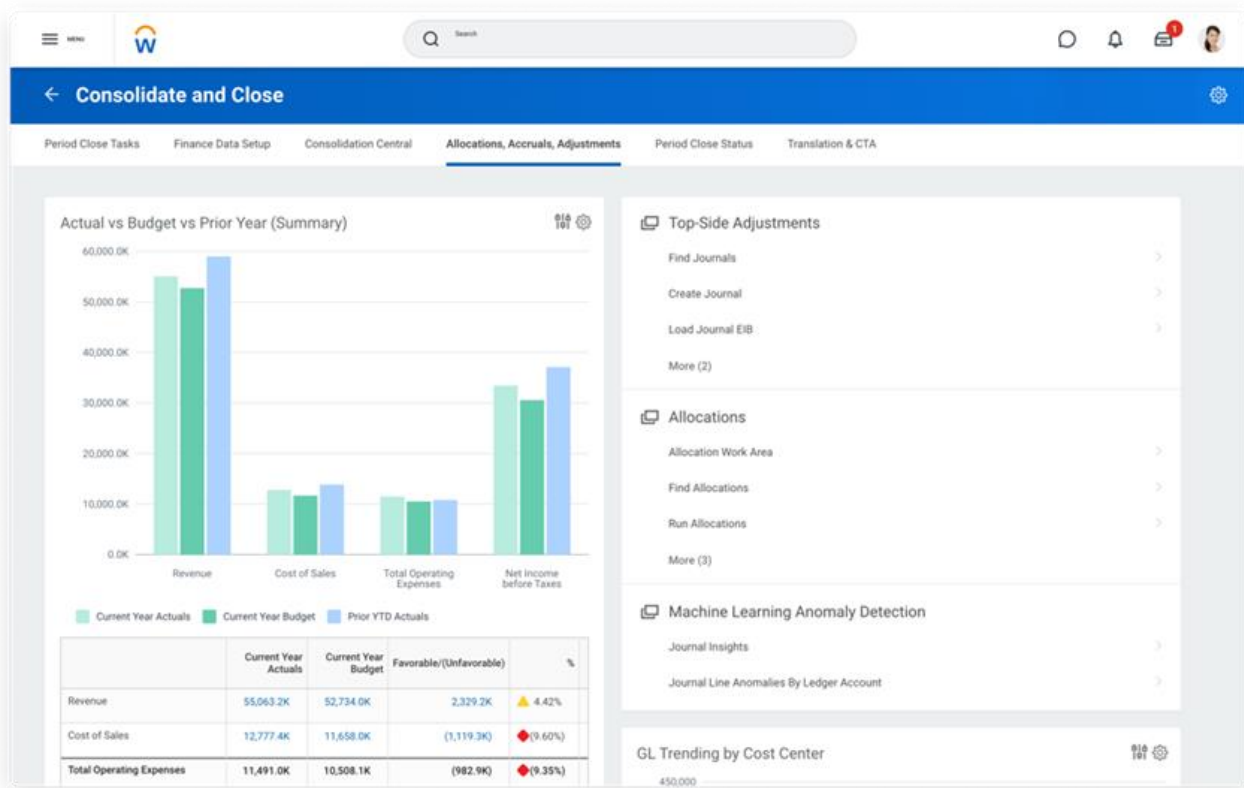 MENU
Search
1
Consolidate and Close
Period Close Tasks
Finance Data Setup
Consolidation Central
Allocations, Accruals, Adjustments
Period Close Status
Translation & CTA
Actual vs Budget vs Prior Year (Summary)
60,000.0K
50,000.0K
40,000.0K
30,000.0K
20,000.0K
10,000.0K
0.0K
Revenue
Cost of Sales
Total Operating
Expenses
Net Income
before Taxes
Current Year Actuals
Current Year Budget
Prior YTD Actuals
Current Year
Actuals
Current Year
Budget
Favorable/(Unfavorable)
%
Revenue 55,063.2K 52,734.0K 2,329.2K 4.42%
Cost of Sales 12,777.4K 11,658.0K (1,119.3K) (9.60%)
Total Operating Expenses 11,491.0K 10,508.1K (982.9K) (9.35%)
Top-Side Adjustments
Find Journals
Create Journal
Load Journal EIB
More (2)
Allocations
Allocation Work Area
Find Allocations
Run Allocations
More (3)
Machine Learning Anomaly Detection
Journal Insights
Journal Line Anomalies By Ledger Account
GL Trending by Cost Center
450,000